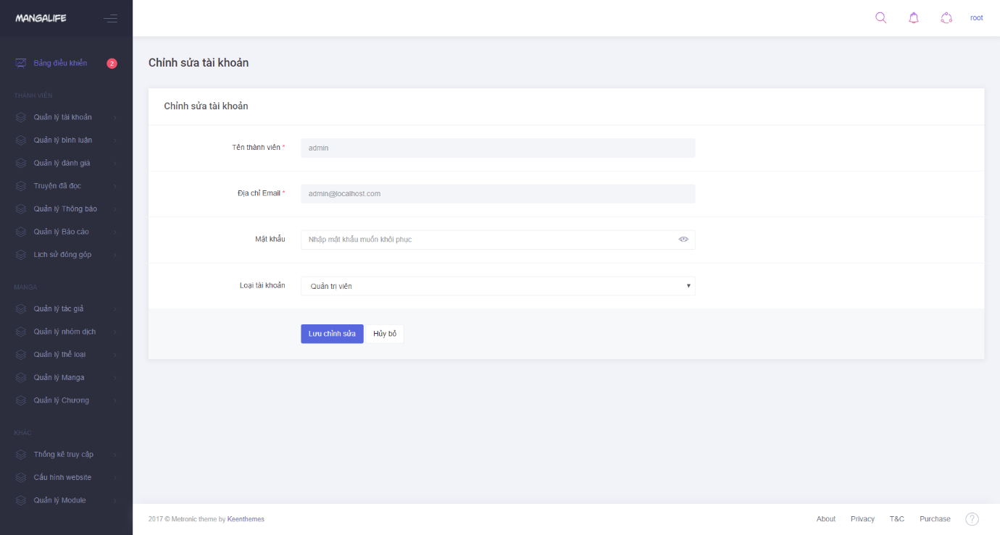 MANGALIFE
root
Bảng điều khiển
2
Chỉnh sửa tài khoản
THÀNH VIÊN
Chỉnh sửa tài khoản
Quản lý tài khoản
Quản lý bình luận
Tên thành viên *
admin
Quản lý đánh giá
Truyện đã đọc
Địa chỉ Email *
admin@localhost.com
Quản lý Thông báo
Quản lý Báo cáo
Mật khẩu
Nhập mật khẩu muốn khôi phục
Lịch sử đóng góp
MANGA
Loại tài khoản
Quản trị viên
Quản lý tác giả
Quản lý nhóm dịch
Lưu chỉnh sửa
Hủy bỏ
Quản lý thể loại
Quản lý Manga
Quản lý Chương
KHÁC
Thống kê truy cập
Cấu hình website
Quản lý Module
2017 © Metronic theme by Keenthemes
About
Privacy
T&C
Purchase
?